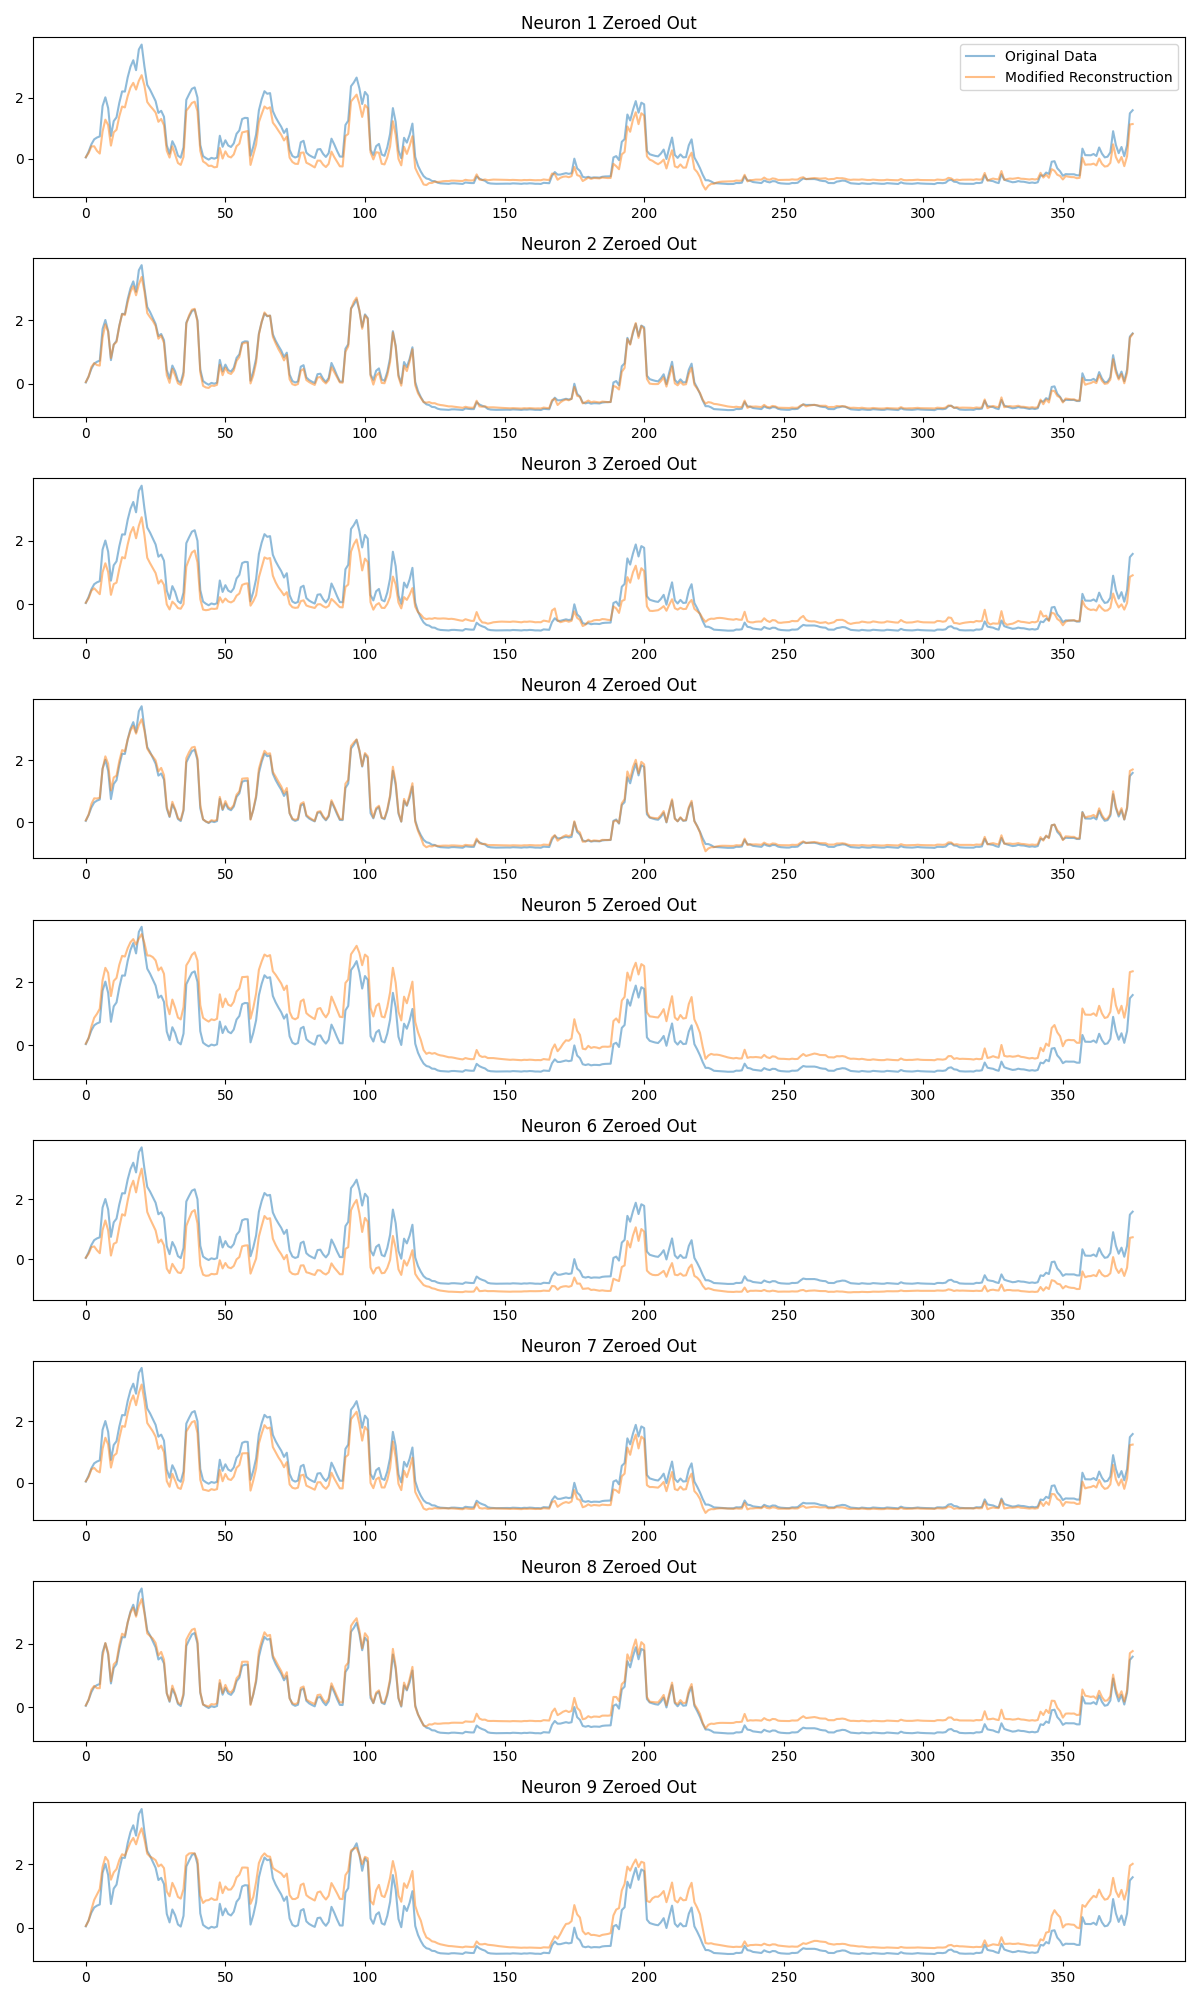 Neuron 1 Zeroed Out
Original Data
Modified Reconstruction
2
0
0 50 100 150 200 250 300 350
Neuron 2 Zeroed Out
2
0
0 50 100 150 200 250 300 350
Neuron 3 Zeroed Out
2
0
0 50 100 150 200 250 300 350
Neuron 4 Zeroed Out
2
0
0 50 100 150 200 250 300 350
Neuron 5 Zeroed Out
2
0
0 50 100 150 200 250 300 350
Neuron 6 Zeroed Out
2
0
0 50 100 150 200 250 300 350
Neuron 7 Zeroed Out
2
0
0 50 100 150 200 250 300 350
Neuron 8 Zeroed Out
2
0
0 50 100 150 200 250 300 350
Neuron 9 Zeroed Out
2
0
0 50 100 150 200 250 300 350